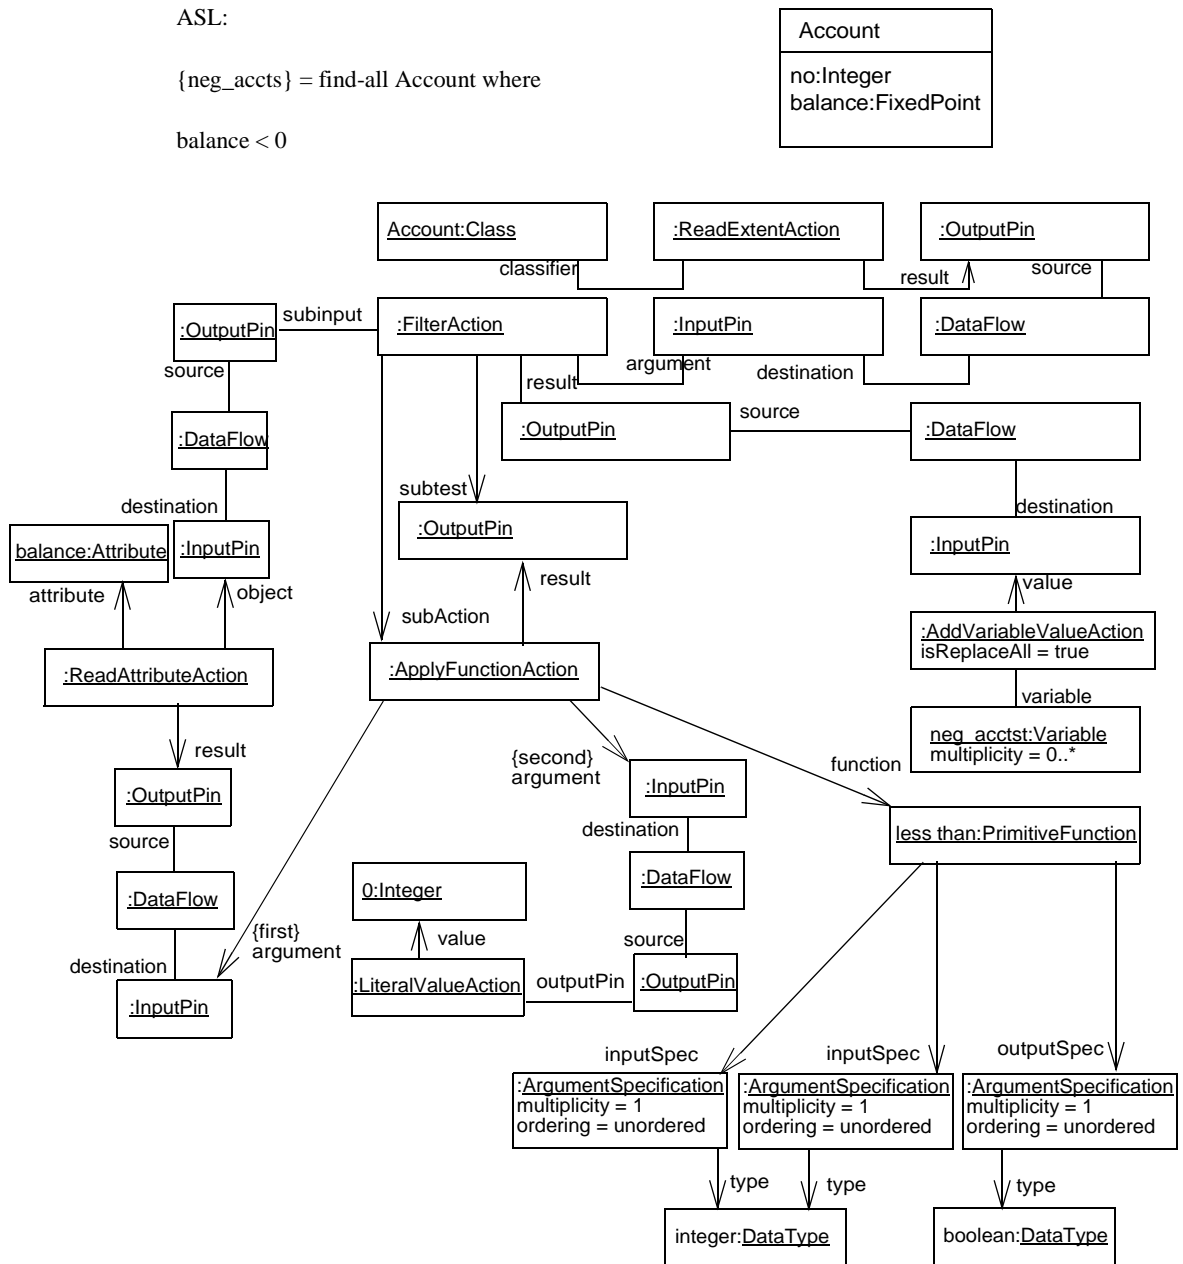 ASL:
{neg_accts} = find-all Account where
balance < 0
Account
no:Integer
balance:FixedPoint
Account:Class
:ReadExtentAction
:OutputPin
classifier
result
source
:OutputPin
subinput
:FilterAction
:InputPin
:DataFlow
source
result
argument
destination
:OutputPin
source
:DataFlow
:DataFlow
destination
subtest
:OutputPin
destination
:InputPin
balance:Attribute
:InputPin
attribute
object
result
value
subAction
:AddVariableValueAction
isReplaceAll = true
:ReadAttributeAction
:ApplyFunctionAction
variable
neg_acctst:Variable
multiplicity = 0..*
result
{second}
argument
function
:OutputPin
:InputPin
source
destination
less than:PrimitiveFunction
:DataFlow
0:Integer
:DataFlow
{first}
argument
value
source
destination
:InputPin
:LiteralValueAction
outputPin
:OutputPin
inputSpec
inputSpec
outputSpec
:ArgumentSpecification
multiplicity = 1
ordering = unordered
:ArgumentSpecification
multiplicity = 1
ordering = unordered
:ArgumentSpecification
multiplicity = 1
ordering = unordered
type
type
type
integer:DataType
boolean:DataType